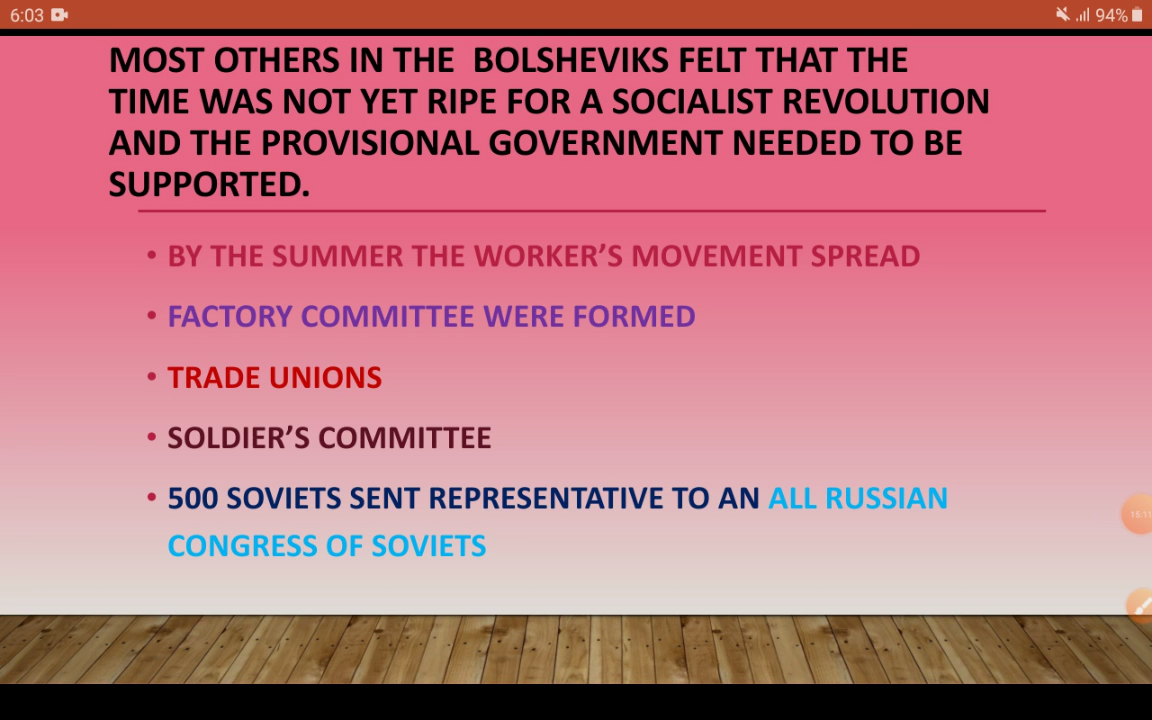 6:03
94%
MOST OTHERS IN THE BOLSHEVIKS FELT THAT THE
TIME WAS NOT YET RIPE FOR A SOCIALIST REVOLUTION
AND THE PROVISIONAL GOVERNMENT NEEDED TO BE
SUPPORTED.
• BY THE SUMMER THE WORKER'S MOVEMENT SPREAD
• FACTORY COMMITTEE WERE FORMED
• TRADE UNIONS
• SOLDIER'S COMMITTEE
• 500 SOVIETS SENT REPRESENTATIVE TO AN ALL RUSSIAN
CONGRESS OF SOVIETS